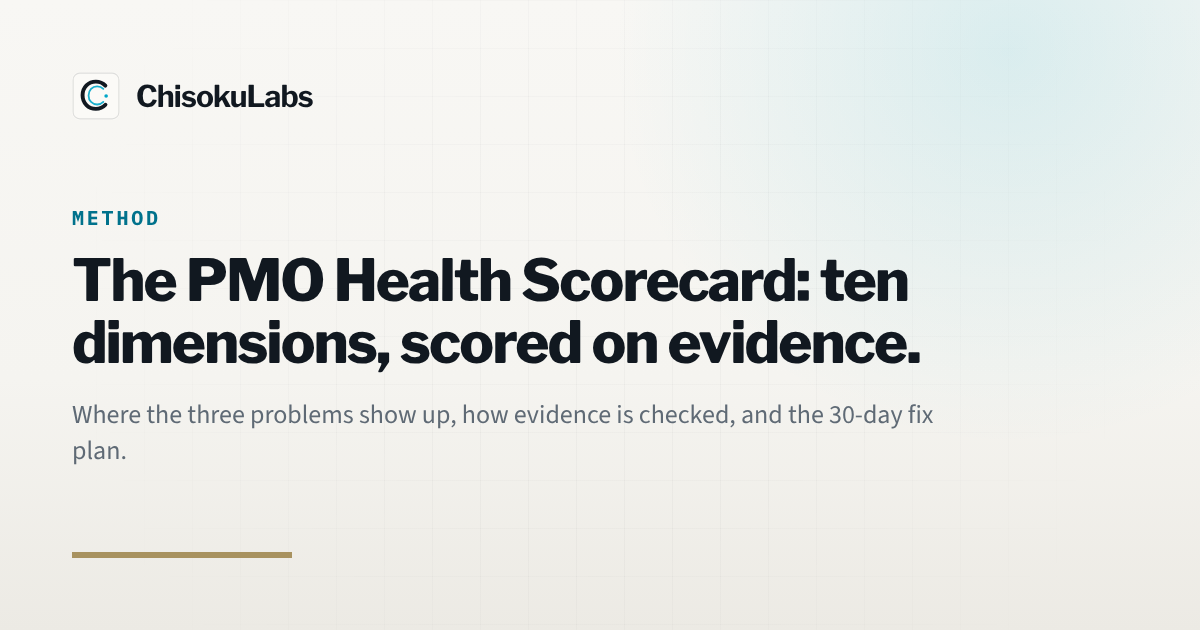 ChisokuLabs
METHOD
The PMO Health Scorecard: ten
dimensions, scored on evidence.
Where the three problems show up, how evidence is checked, and the 30-day fix
plan.